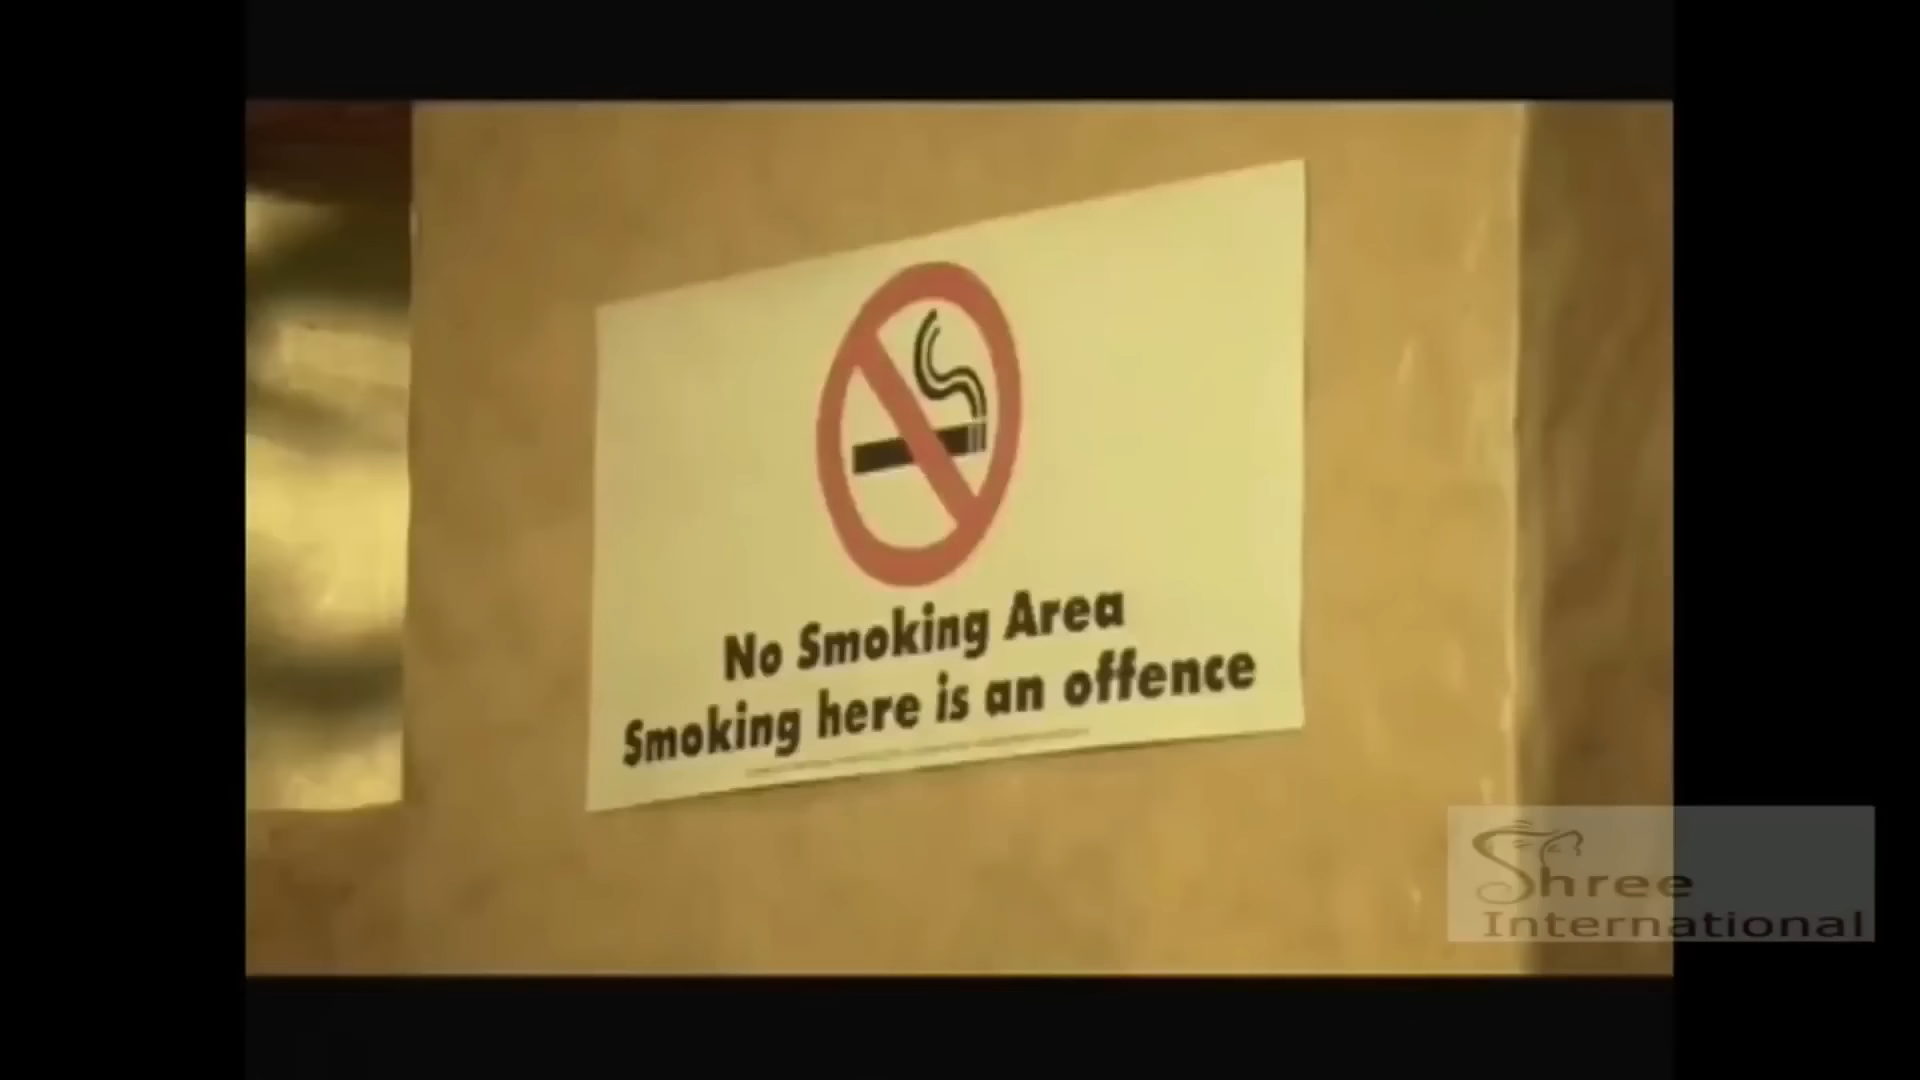 No Smoking Area
Smoking here is an offence
Shree
International